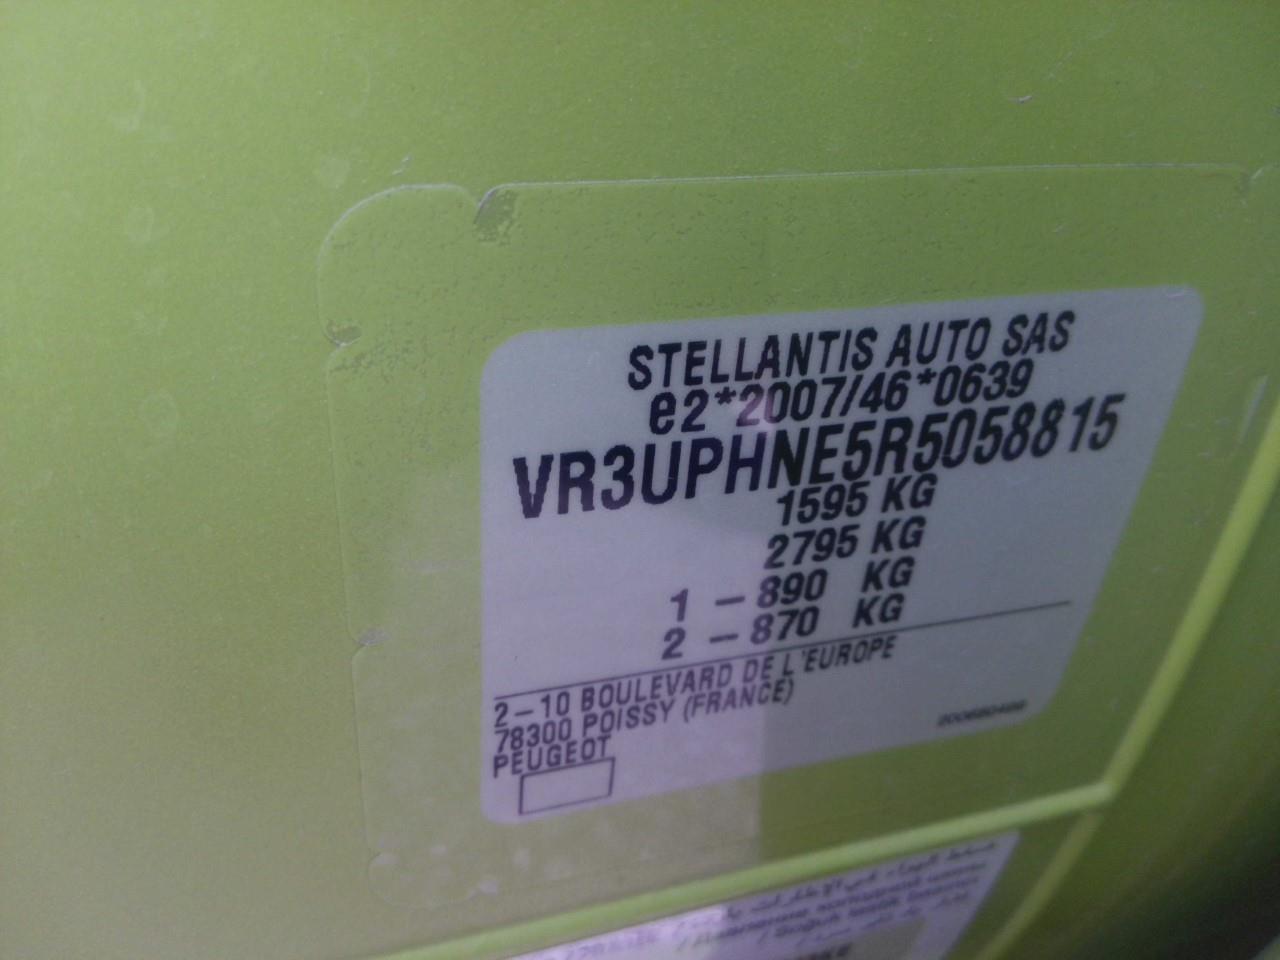 STELLANTIS AUTO SAS
e2*2007/46*0639
VR3UPHNE5R5058815
1595 KG
2795 KG
1 – 890 KG
2 – 870 KG
2–10 BOULEVARD DE L'EUROPE
78300 POISSY (FRANCE)
PEUGEOT